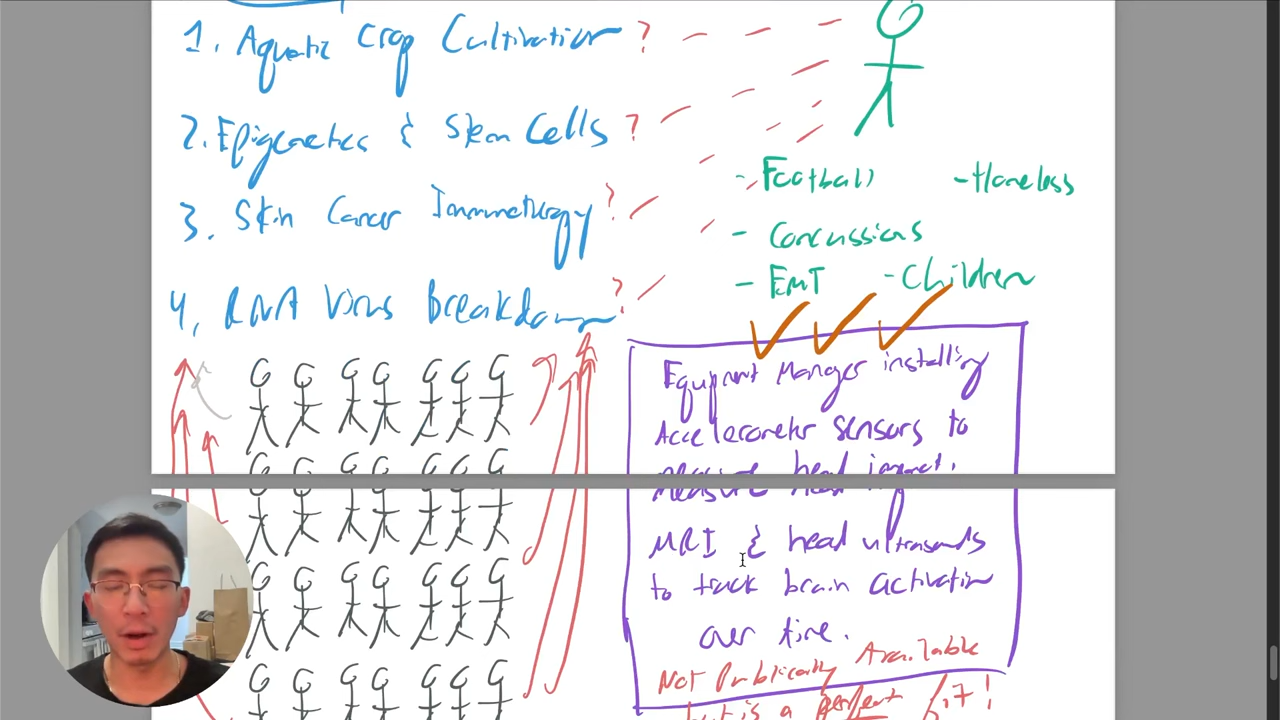 1. Aquatic Crop Cultivation ?
2. Epigenetics & Stem Cells ?
3. Skin Cancer Immunotherapy ?
4. RNA Virus Breakdown ?
- Football
- Homeless
- Concussions
- EMT
- Children
Equipment Manager installing
Accelerometer sensors to
measure head impact.
MRI & head ultrasounds
to track brain activation
over time.
Not Publically Available
but is a perfect fit!